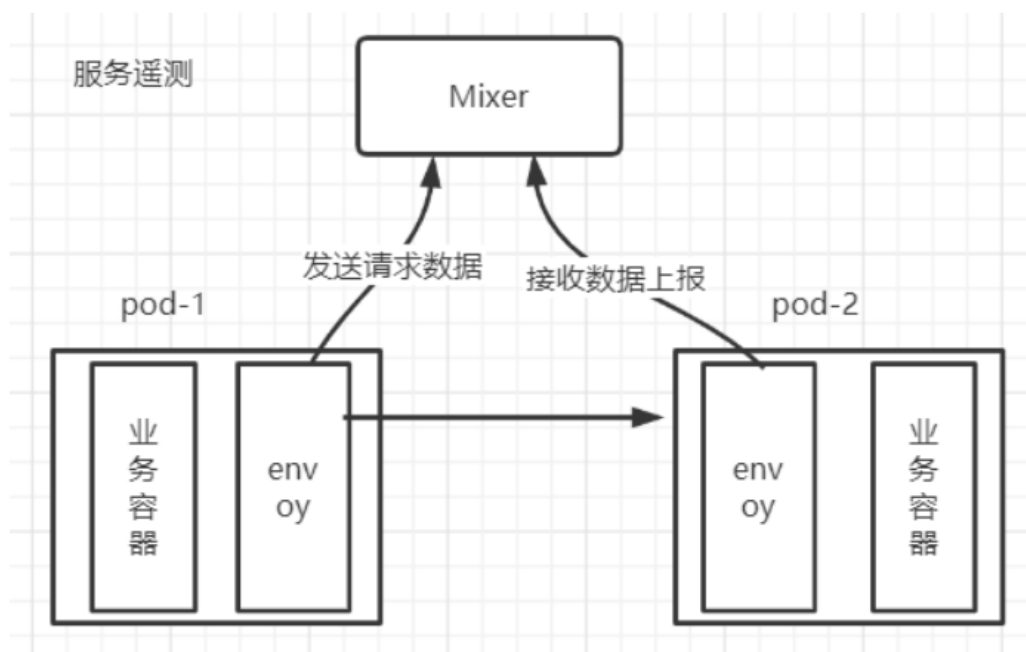 服务遥测
Mixer
发送请求数据
接收数据上报
pod-1
pod-2
业
务
容
器
env
oy
env
oy
业
务
容
器